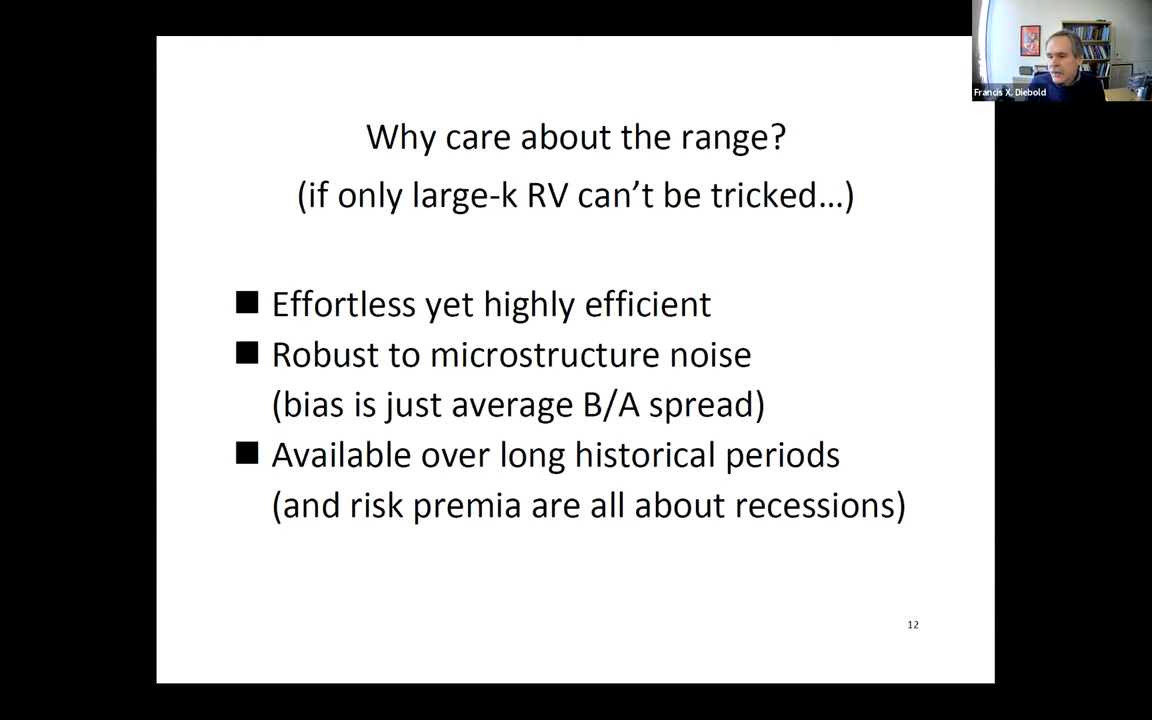 Francis X. Diebold
Why care about the range?
(if only large-k RV can’t be tricked…)
■ Effortless yet highly efficient
■ Robust to microstructure noise
(bias is just average B/A spread)
■ Available over long historical periods
(and risk premia are all about recessions)
12